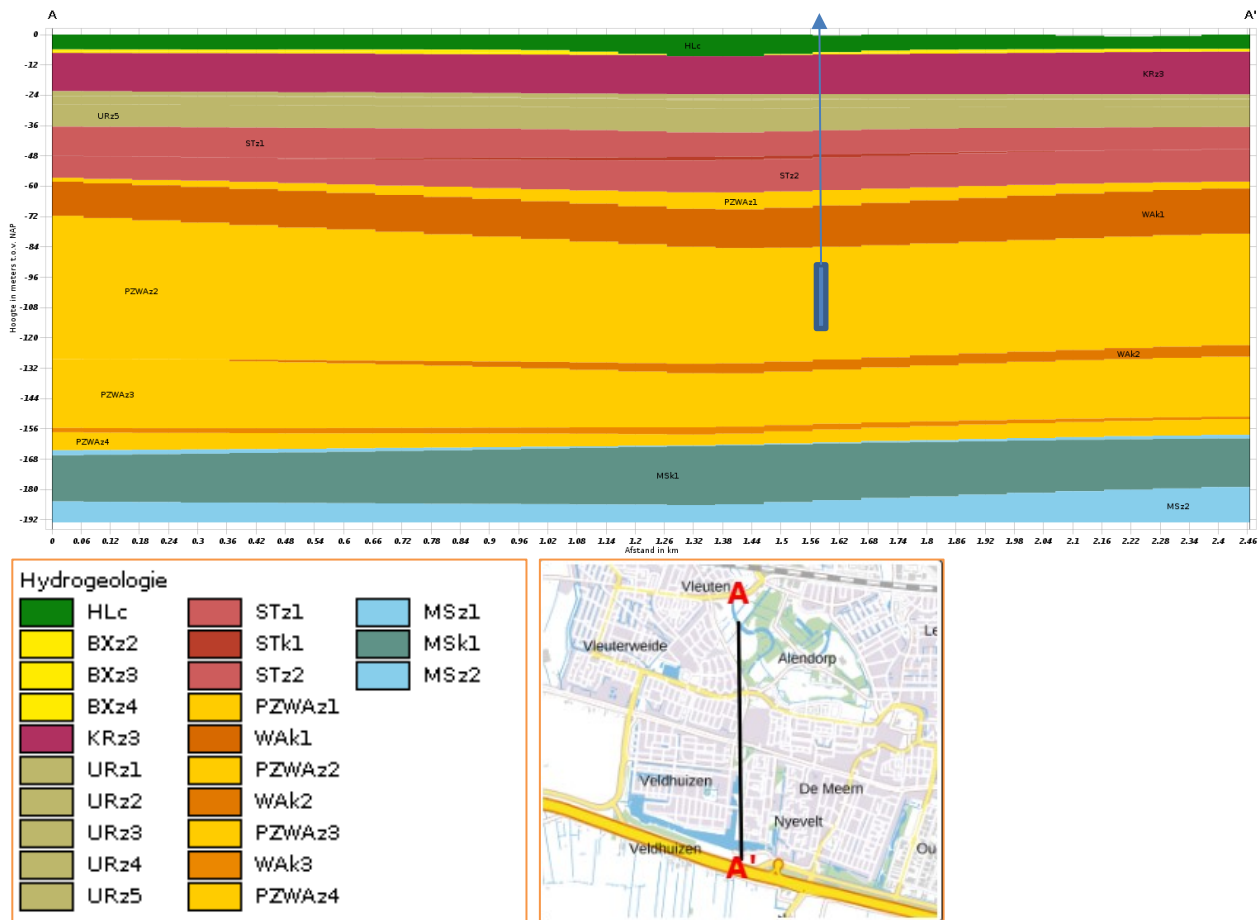 A A'
HLc
KRz3
URz5
STz1
STz2
PZWAz1
WAk1
PZWAz2
WAk2
PZWAz3
PZWAz4
MSk1
MSz2
Hoogte in meters t.o.v. NAP
0
-12
-24
-36
-48
-60
-72
-84
-96
-108
-120
-132
-144
-156
-168
-180
-192
0 0.06 0.12 0.18 0.24 0.3 0.36 0.42 0.48 0.54 0.6 0.66 0.72 0.78 0.84 0.9 0.96 1.02 1.08 1.14 1.2 1.26 1.32 1.38 1.44 1.5 1.56 1.62 1.68 1.74 1.8 1.86 1.92 1.98 2.04 2.1 2.16 2.22 2.28 2.34 2.4 2.46
Afstand in km
Hydrogeologie
HLc STz1 MSz1
BXz2 STk1 MSk1
BXz3 STz2 MSz2
BXz4 PZWAz1
KRz3 WAk1
URz1 PZWAz2
URz2 WAk2
URz3 PZWAz3
URz4 WAk3
URz5 PZWAz4
Vleuten
A
Le
Vleuterweide
Alendorp
Veldhuizen
De Meern
Nyevelt
Veldhuizen
Ou
A'